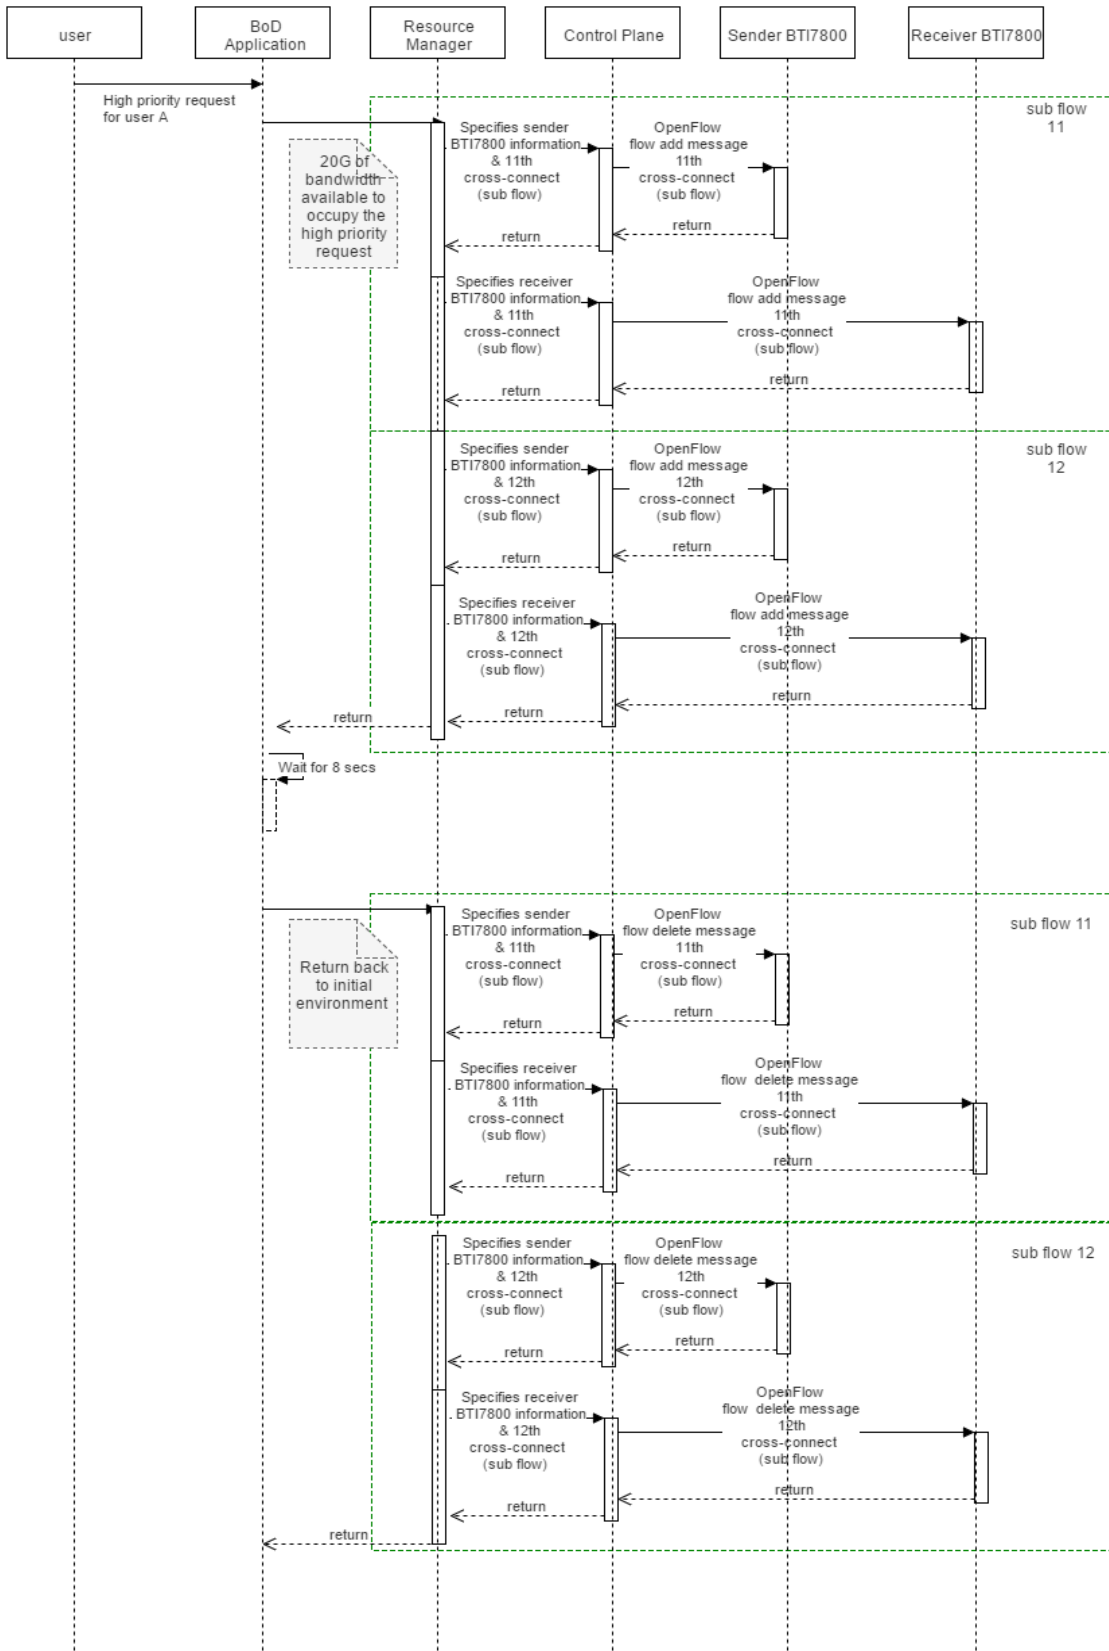 user
BoD
Application
Resource
Manager
Control Plane
Sender BTI7800
Receiver BTI7800
High priority request
for user A
sub flow
11
20G of
bandwidth
available to
occupy the
high priority
request
Specifies sender
BTI7800 information
& 11th
cross-connect
(sub flow)
OpenFlow
flow add message
11th
cross-connect
(sub flow)
return
return
Specifies receiver
BTI7800 information
& 11th
cross-connect
(sub flow)
OpenFlow
flow add message
11th
cross-connect
(sub flow)
return
return
sub flow
12
Specifies sender
BTI7800 information
& 12th
cross-connect
(sub flow)
OpenFlow
flow add message
12th
cross-connect
(sub flow)
return
return
Specifies receiver
BTI7800 information
& 12th
cross-connect
(sub flow)
OpenFlow
flow add message
12th
cross-connect
(sub flow)
return
return
return
Wait for 8 secs
sub flow 11
Return back
to initial
environment
Specifies sender
BTI7800 information
& 11th
cross-connect
(sub flow)
OpenFlow
flow delete message
11th
cross-connect
(sub flow)
return
return
Specifies receiver
BTI7800 information
& 11th
cross-connect
(sub flow)
OpenFlow
flow delete message
11th
cross-connect
(sub flow)
return
return
sub flow 12
Specifies sender
BTI7800 information
& 12th
cross-connect
(sub flow)
OpenFlow
flow delete message
12th
cross-connect
(sub flow)
return
return
Specifies receiver
BTI7800 information
& 12th
cross-connect
(sub flow)
OpenFlow
flow delete message
12th
cross-connect
(sub flow)
return
return
return